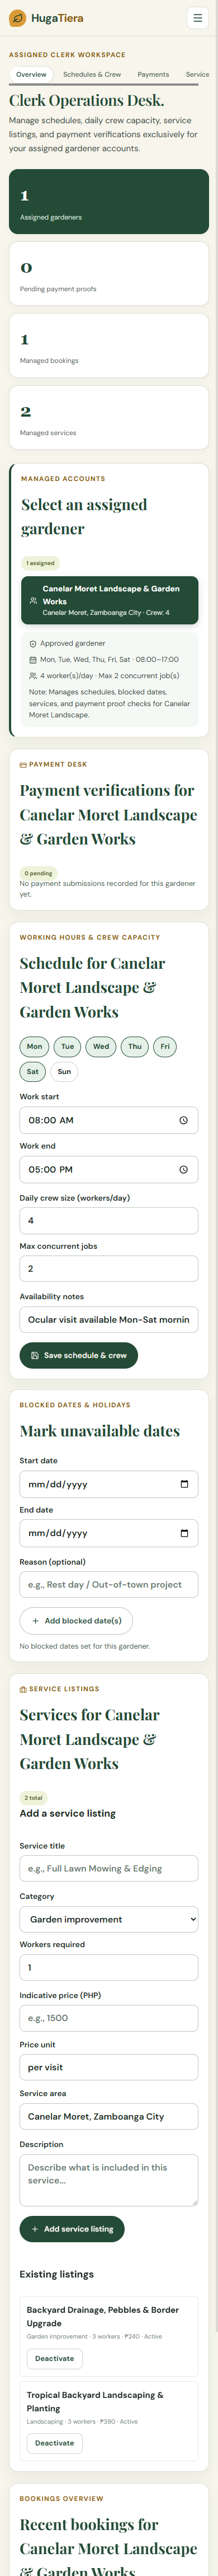 HugaTiera
ASSIGNED CLERK WORKSPACE
Overview
Schedules & Crew
Payments
Service
Clerk Operations Desk.
Manage schedules, daily crew capacity, service
listings, and payment verifications exclusively for
your assigned gardener accounts.
1
Assigned gardeners
0
Pending payment proofs
1
Managed bookings
2
Managed services
MANAGED ACCOUNTS
Select an assigned
gardener
1 assigned
Canelar Moret Landscape & Garden
Works
Canelar Moret, Zamboanga City · Crew: 4
Approved gardener
Mon, Tue, Wed, Thu, Fri, Sat · 08:00–17:00
4 worker(s)/day · Max 2 concurrent job(s)
Note: Manages schedules, blocked dates,
services, and payment proof checks for Canelar
Moret Landscape.
PAYMENT DESK
Payment verifications for
Canelar Moret Landscape
& Garden Works
0 pending
No payment submissions recorded for this gardener
yet.
WORKING HOURS & CREW CAPACITY
Schedule for Canelar
Moret Landscape &
Garden Works
Mon
Tue
Wed
Thu
Fri
Sat
Sun
Work start
08:00 AM
Work end
05:00 PM
Daily crew size (workers/day)
4
Max concurrent jobs
2
Availability notes
Ocular visit available Mon-Sat mornin
Save schedule & crew
BLOCKED DATES & HOLIDAYS
Mark unavailable dates
Start date
mm/dd/yyyy
End date
mm/dd/yyyy
Reason (optional)
e.g., Rest day / Out-of-town project
Add blocked date(s)
No blocked dates set for this gardener.
SERVICE LISTINGS
Services for Canelar
Moret Landscape &
Garden Works
2 total
Add a service listing
Service title
e.g., Full Lawn Mowing & Edging
Category
Garden improvement
Workers required
1
Indicative price (PHP)
e.g., 1500
Price unit
per visit
Service area
Canelar Moret, Zamboanga City
Description
Describe what is included in this
service...
Add service listing
Existing listings
Backyard Drainage, Pebbles & Border
Upgrade
Garden improvement · 3 workers · ₱240 · Active
Deactivate
Tropical Backyard Landscaping &
Planting
Landscaping · 3 workers · ₱380 · Active
Deactivate
BOOKINGS OVERVIEW
Recent bookings for
Canelar Moret Landscape
& Garden Works